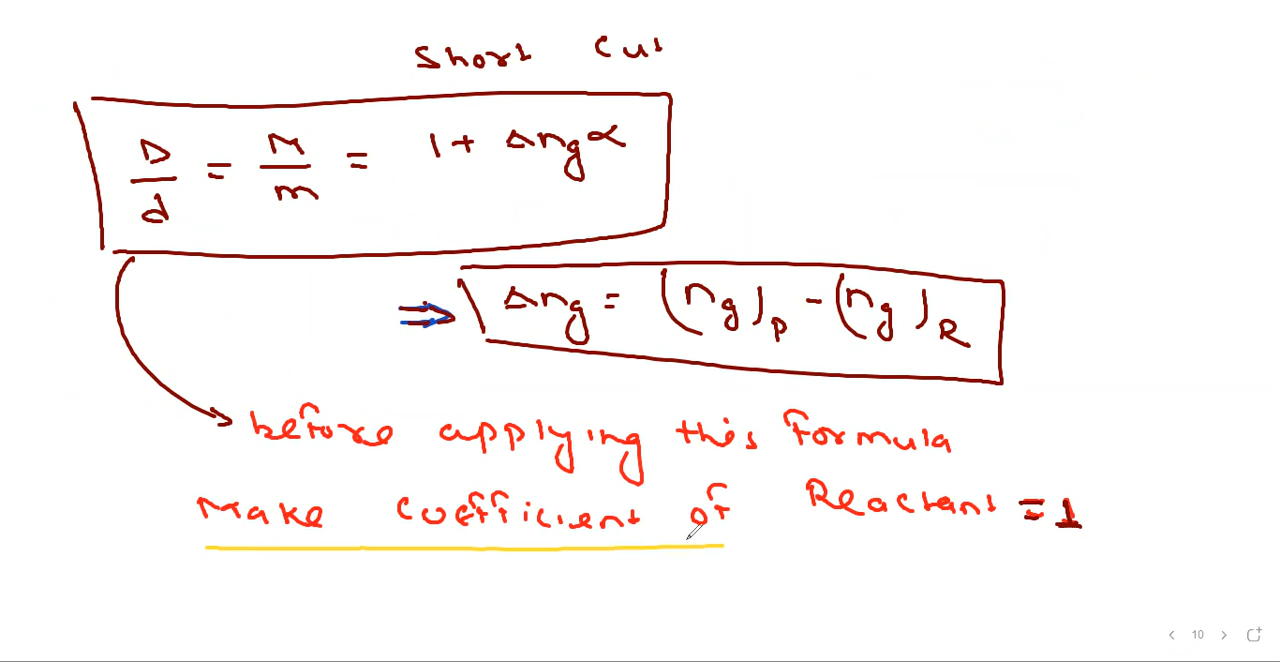 Short Cut
D/d = M/m = 1 + Δngα
⇒ Δng = (ng)P - (ng)R
before applying this formula
Make coefficient of Reactant = 1
< 10 >